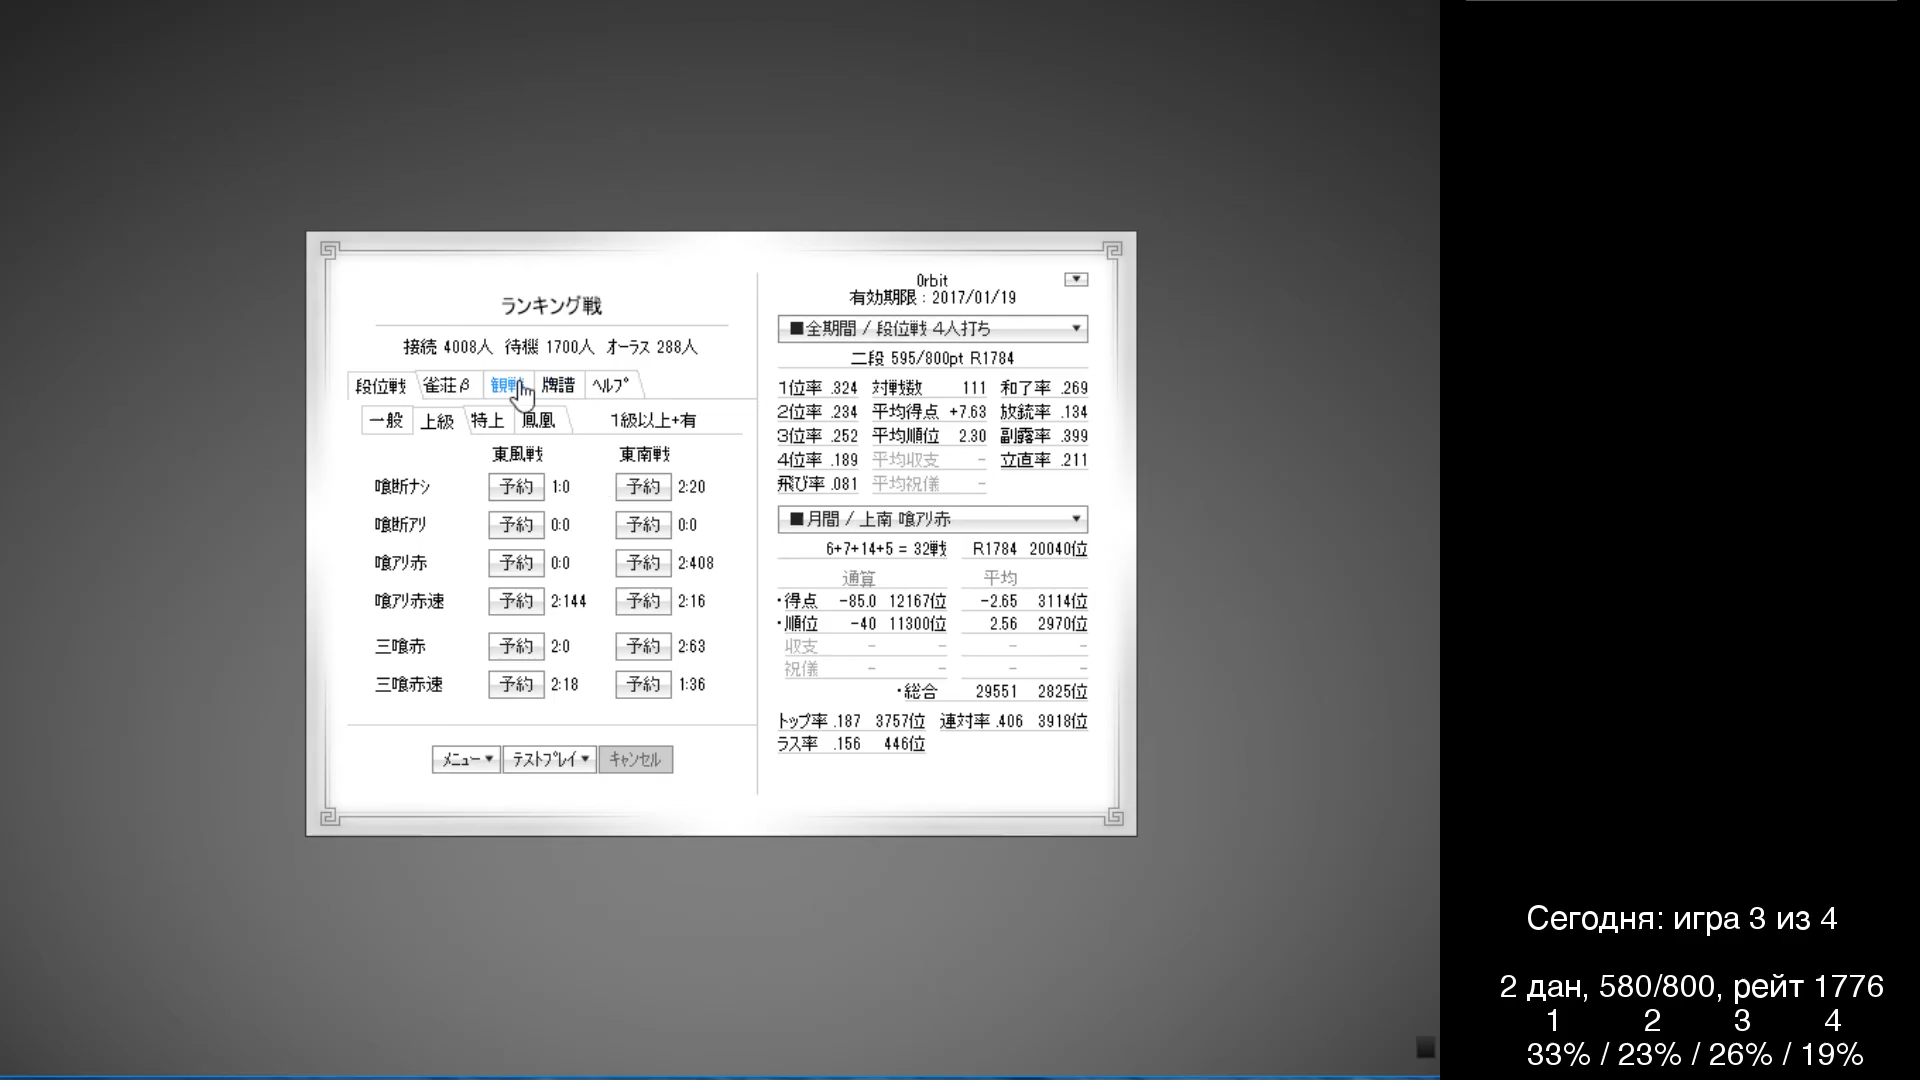 ランキング戦
接続 4008人 待機 1700人 オーラス 288人
段位戦 雀荘β 観戦 牌譜 ヘルプ
一般 上級 特上 鳳凰 1級以上+有
東風戦 東南戦
喰断ナシ 予約 1:0 予約 2:20
喰断アリ 予約 0:0 予約 0:0
喰アリ赤 予約 0:0 予約 2:408
喰アリ赤速 予約 2:144 予約 2:16
三喰赤 予約 2:0 予約 2:63
三喰赤速 予約 2:18 予約 1:36
メニュー▼ テストプレイ▼ キャンセル
0rbit
有効期限：2017/01/19
■全期間 / 段位戦 4人打ち
二段 595/800pt R1784
1位率 .324 対戦数 111 和了率 .269
2位率 .234 平均得点 +7.63 放銃率 .134
3位率 .252 平均順位 2.30 副露率 .399
4位率 .189 平均収支 - 立直率 .211
飛び率 .081 平均祝儀 -
■月間 / 上南 喰アリ赤
6+7+14+5 = 32戦 R1784 20040位
通算 平均
・得点 -85.0 12167位 -2.65 3114位
・順位 -40 11300位 2.56 2970位
収支 - - - -
祝儀 - - - -
・総合 29551 2825位
トップ率 .187 3757位 連対率 .406 3918位
ラス率 .156 446位
Сегодня: игра 3 из 4
2 дан, 580/800, рейт 1776
1 2 3 4
33% / 23% / 26% / 19%